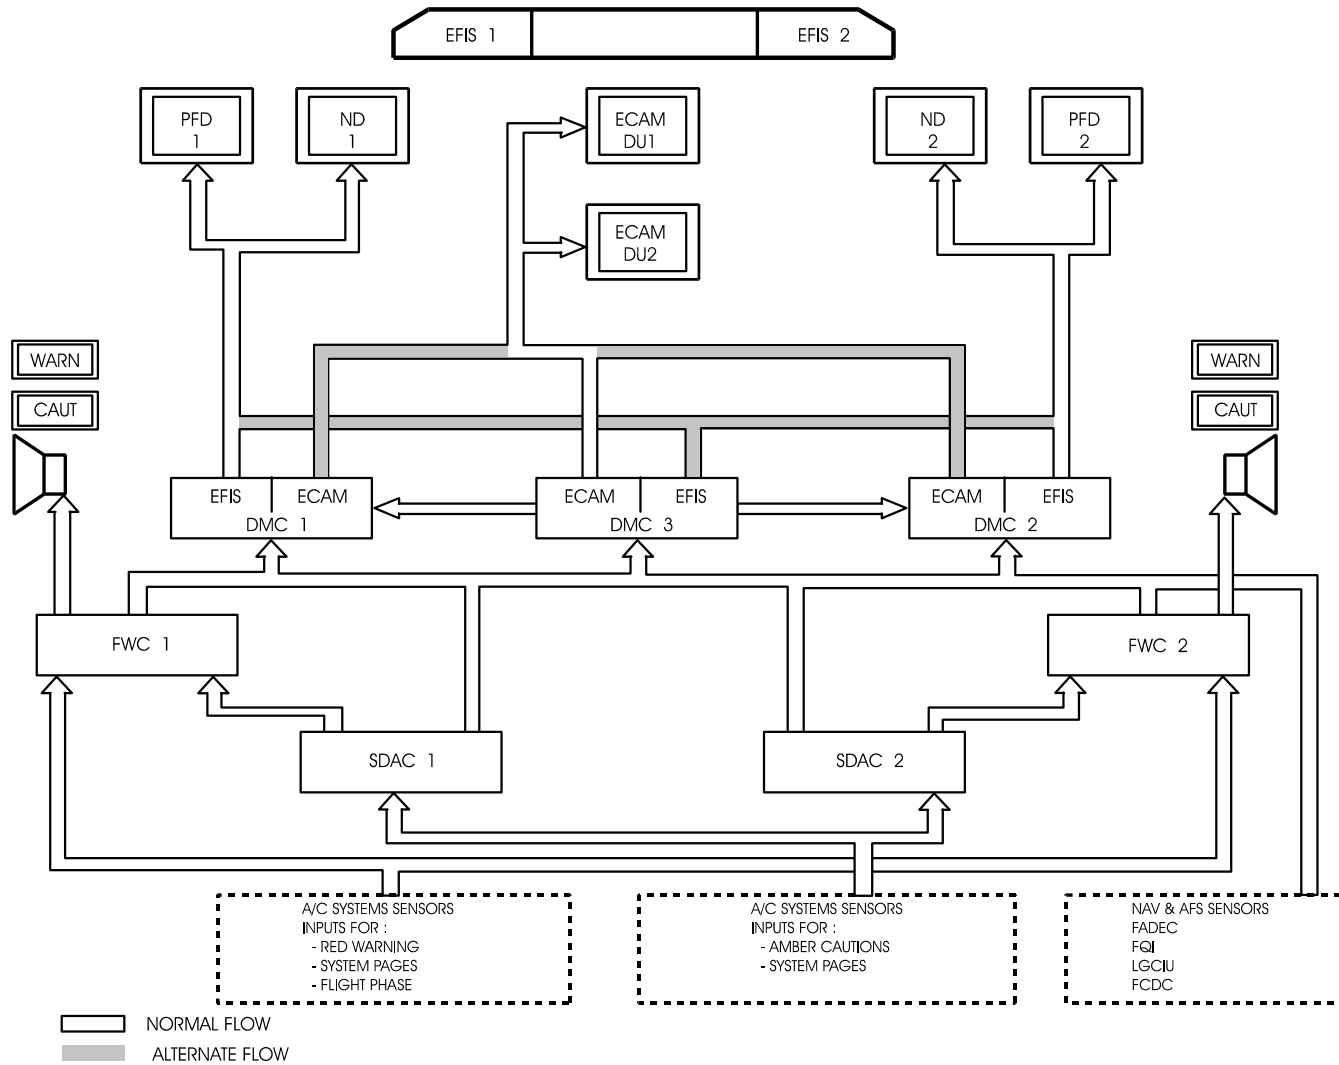 EFIS 1
EFIS 2
PFD
1
ND
1
ECAM
DU1
ND
2
PFD
2
ECAM
DU2
WARN
WARN
CAUT
CAUT
EFIS
ECAM
DMC 1
ECAM
EFIS
DMC 3
ECAM
EFIS
DMC 2
FWC 1
FWC 2
SDAC 1
SDAC 2
A/C SYSTEMS SENSORS
INPUTS FOR :
- RED WARNING
- SYSTEM PAGES
- FLIGHT PHASE
A/C SYSTEMS SENSORS
INPUTS FOR :
- AMBER CAUTIONS
- SYSTEM PAGES
NAV & AFS SENSORS
FADEC
FQI
LGCIU
FCDC
NORMAL FLOW
ALTERNATE FLOW